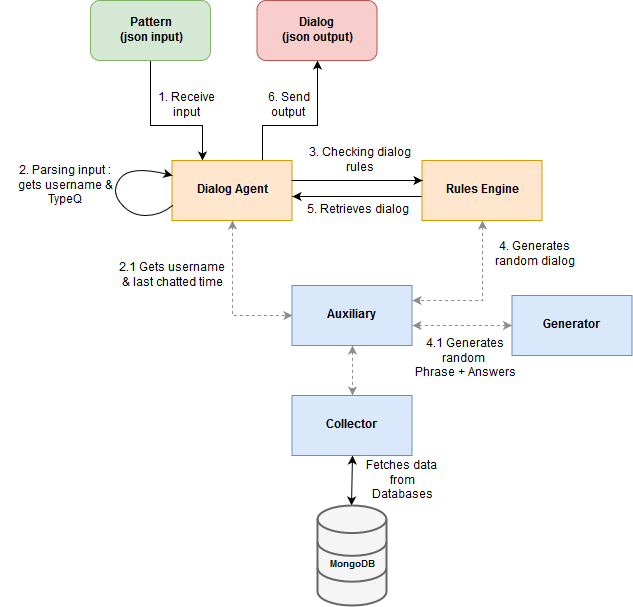 Pattern
(json input)
Dialog
(json output)
1. Receive
input
6. Send
output
2. Parsing input :
gets username &
TypeQ
Dialog Agent
3. Checking dialog
rules
5. Retrieves dialog
Rules Engine
2.1 Gets username
& last chatted time
4. Generates
random dialog
Auxiliary
Generator
4.1 Generates
random
Phrase + Answers
Collector
Fetches data
from
Databases
MongoDB